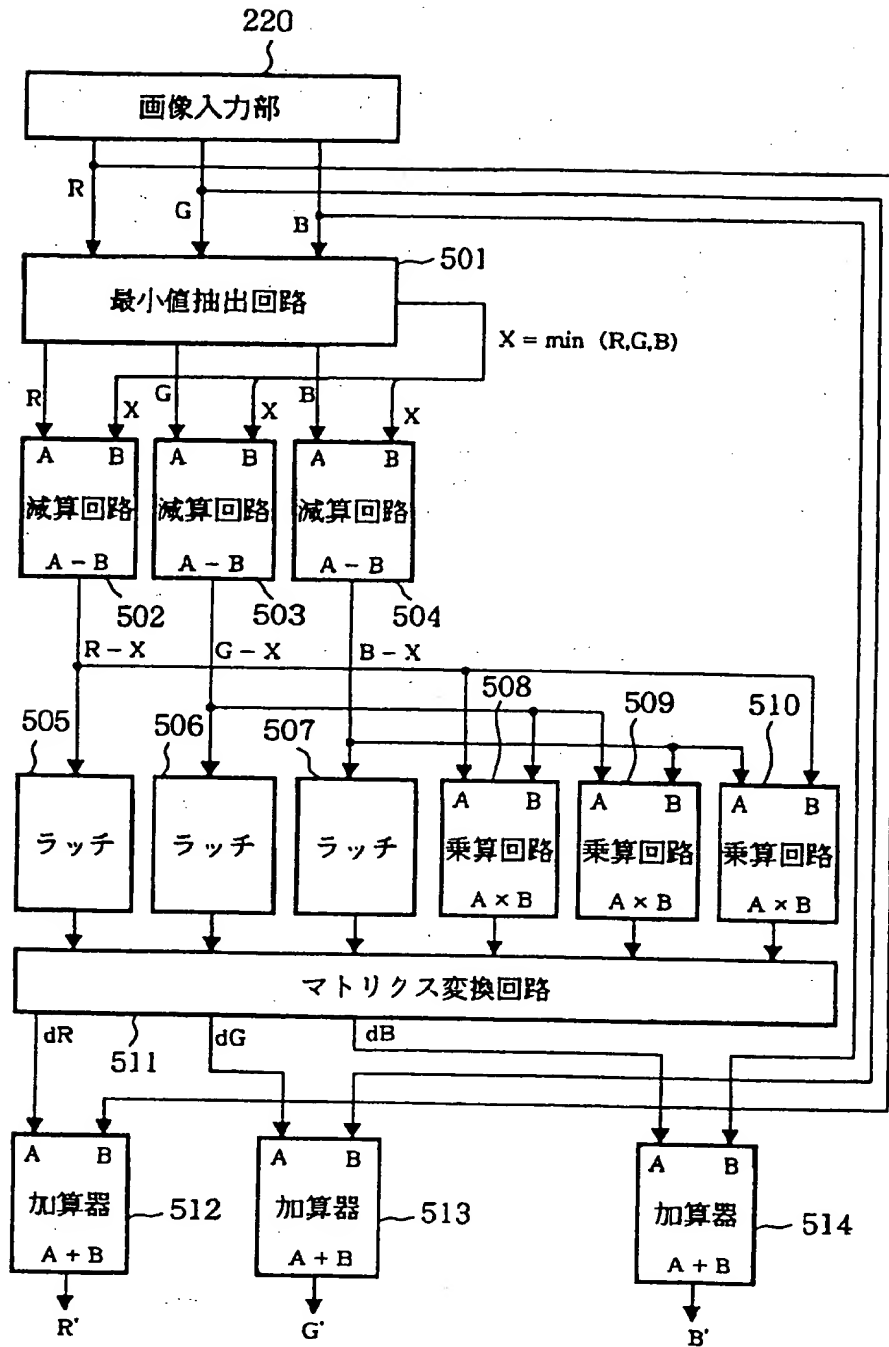 220
画像入力部
R
G
B
501
最小値抽出回路
X = min (R,G,B)
R
X
G
X
B
X
A B
減算回路
A - B
502
A B
減算回路
A - B
503
A B
減算回路
A - B
504
R - X
G - X
B - X
505
ラッチ
506
ラッチ
507
ラッチ
508
A B
乗算回路
A × B
509
A B
乗算回路
A × B
510
A B
乗算回路
A × B
マトリクス変換回路
511
dR
dG
dB
A B
加算器
A + B
512
R'
A B
加算器
A + B
513
G'
A B
加算器
A + B
514
B'